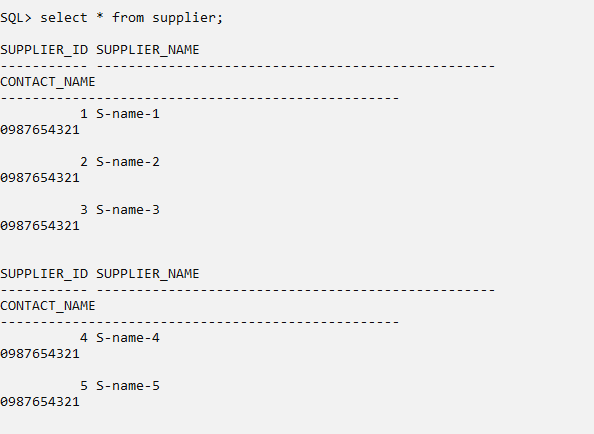 SQL> select * from supplier;
SUPPLIER_ID SUPPLIER_NAME
----------- --------------------------------------------------
CONTACT_NAME
--------------------------------------------------
1 S-name-1
0987654321
2 S-name-2
0987654321
3 S-name-3
0987654321
SUPPLIER_ID SUPPLIER_NAME
----------- --------------------------------------------------
CONTACT_NAME
--------------------------------------------------
4 S-name-4
0987654321
5 S-name-5
0987654321